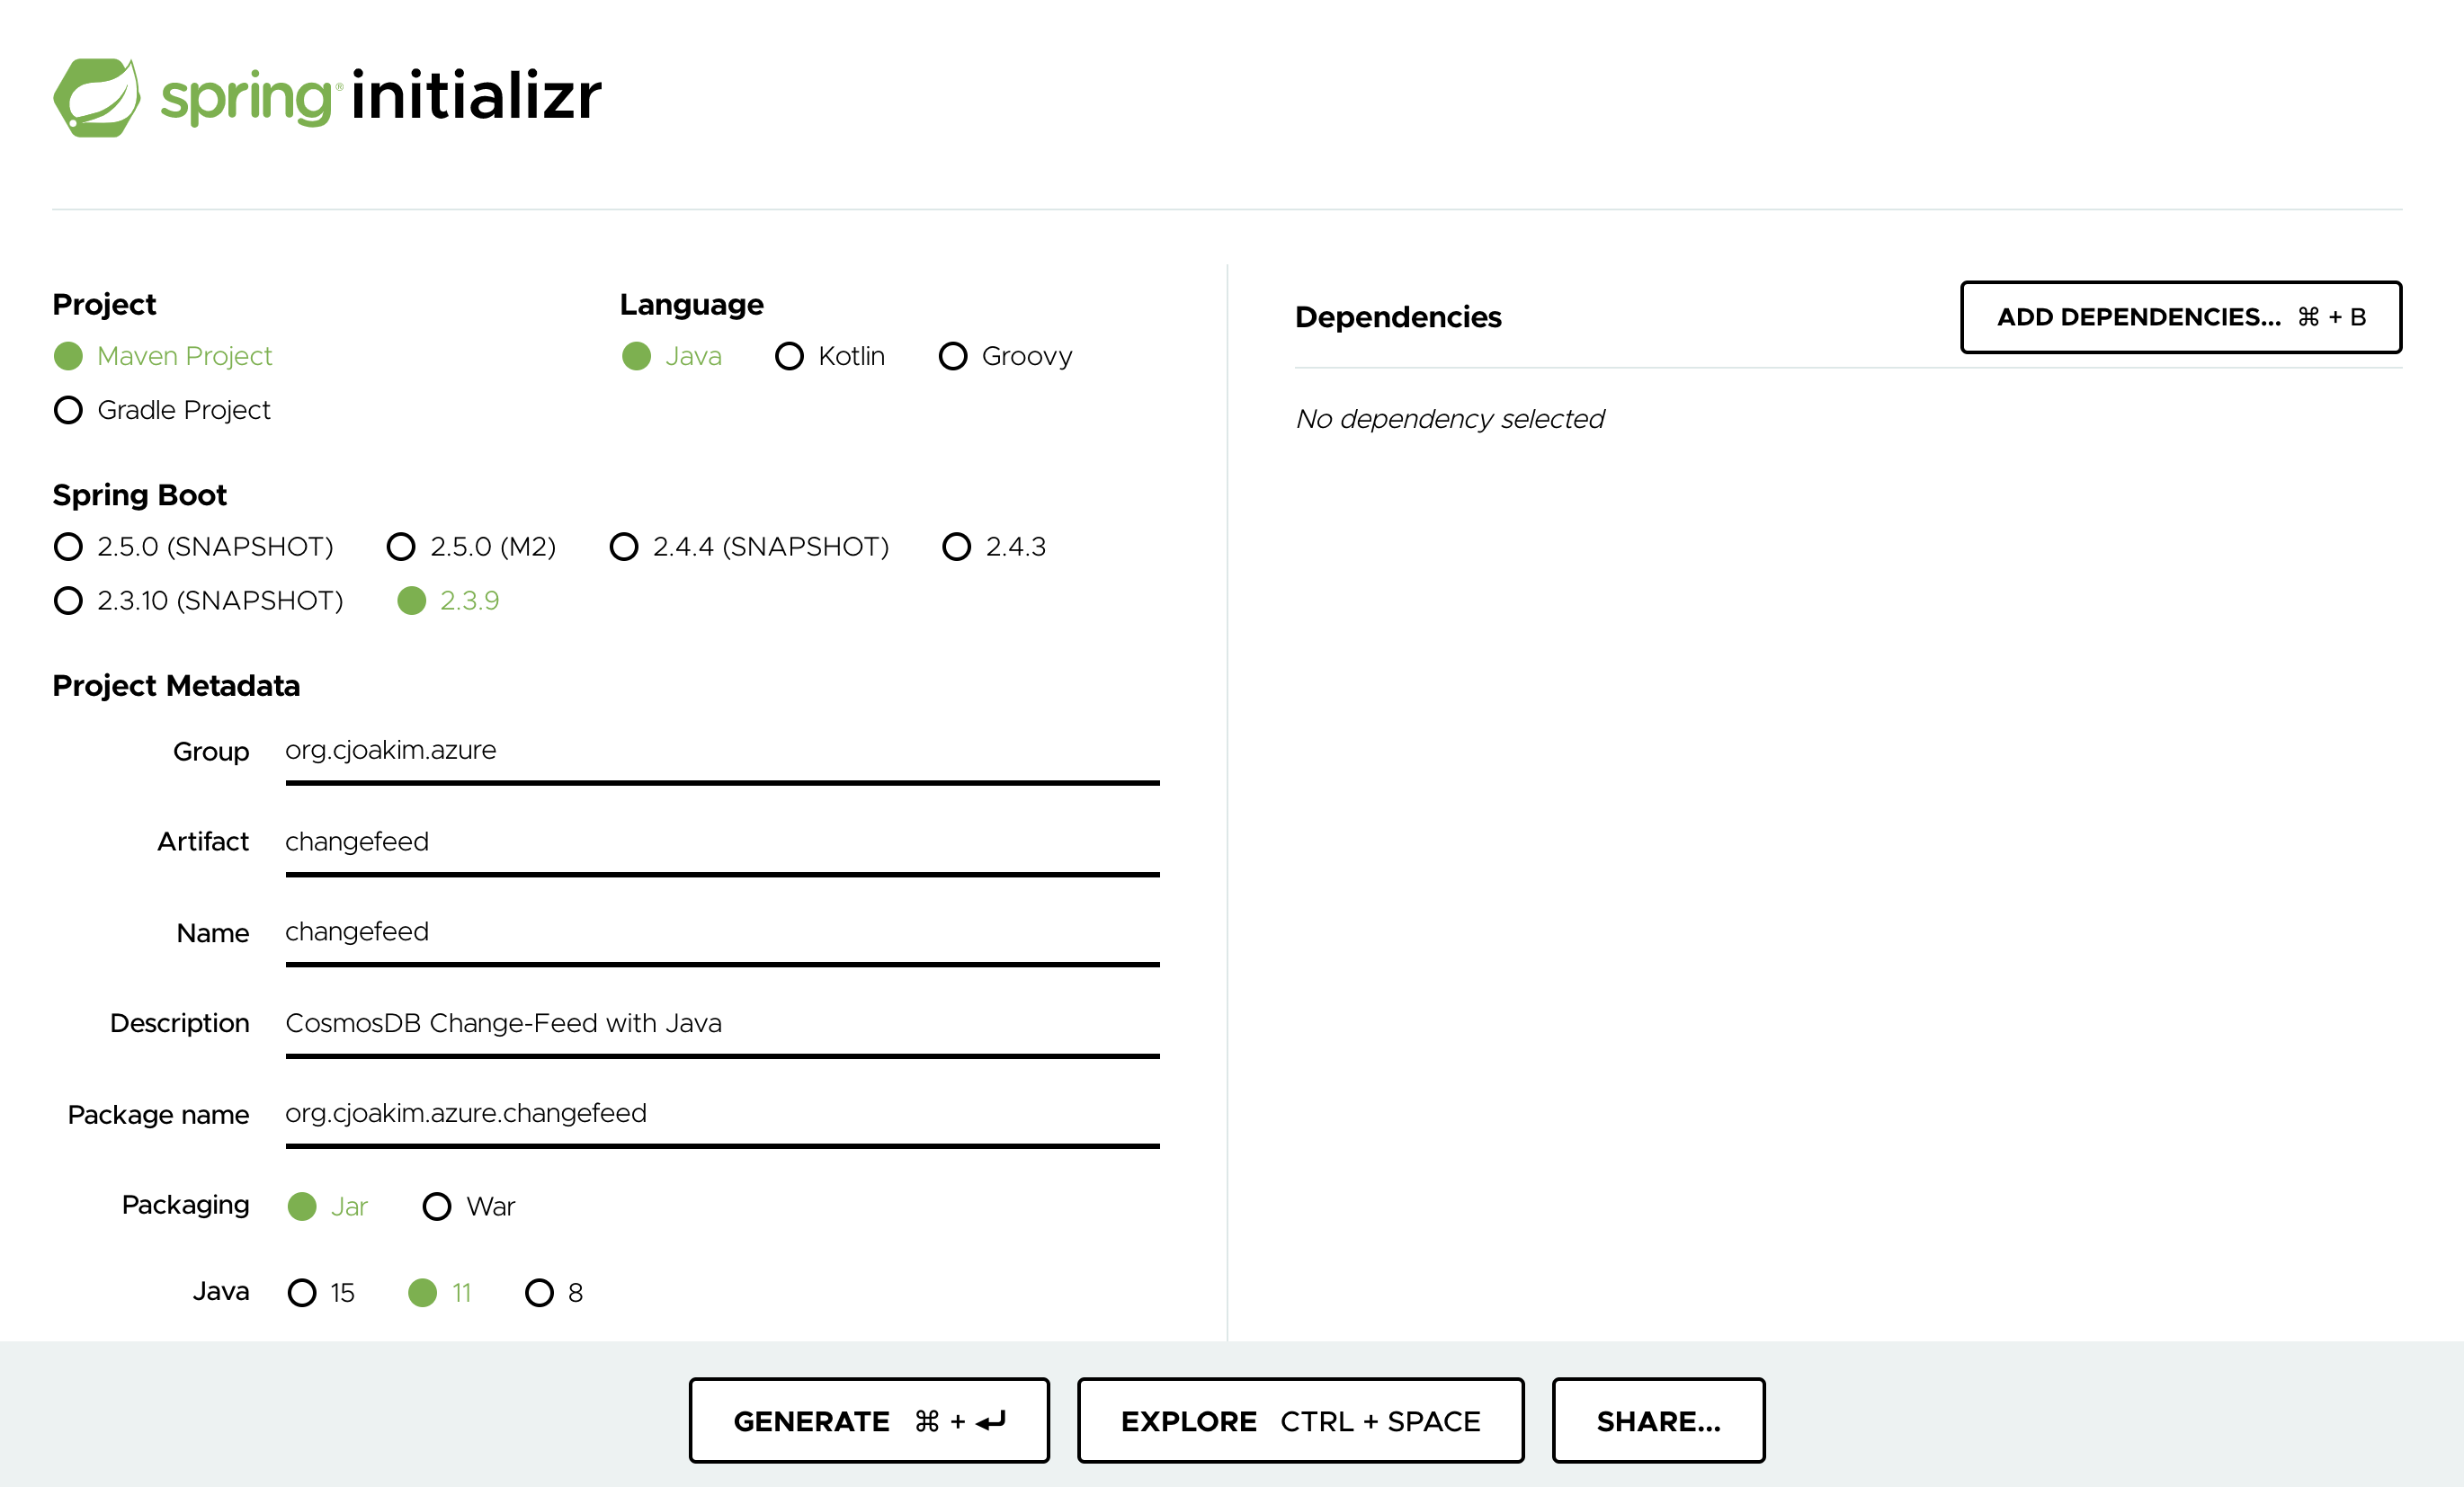 spring® initializr
Project
Maven Project
Gradle Project
Language
Java Kotlin Groovy
Spring Boot
2.5.0 (SNAPSHOT) 2.5.0 (M2) 2.4.4 (SNAPSHOT) 2.4.3
2.3.10 (SNAPSHOT) 2.3.9
Project Metadata
Group org.cjoakim.azure
Artifact changefeed
Name changefeed
Description CosmosDB Change-Feed with Java
Package name org.cjoakim.azure.changefeed
Packaging Jar War
Java 15 11 8
Dependencies
ADD DEPENDENCIES... ⌘ + B
No dependency selected
GENERATE ⌘ + ⏎
EXPLORE CTRL + SPACE
SHARE...